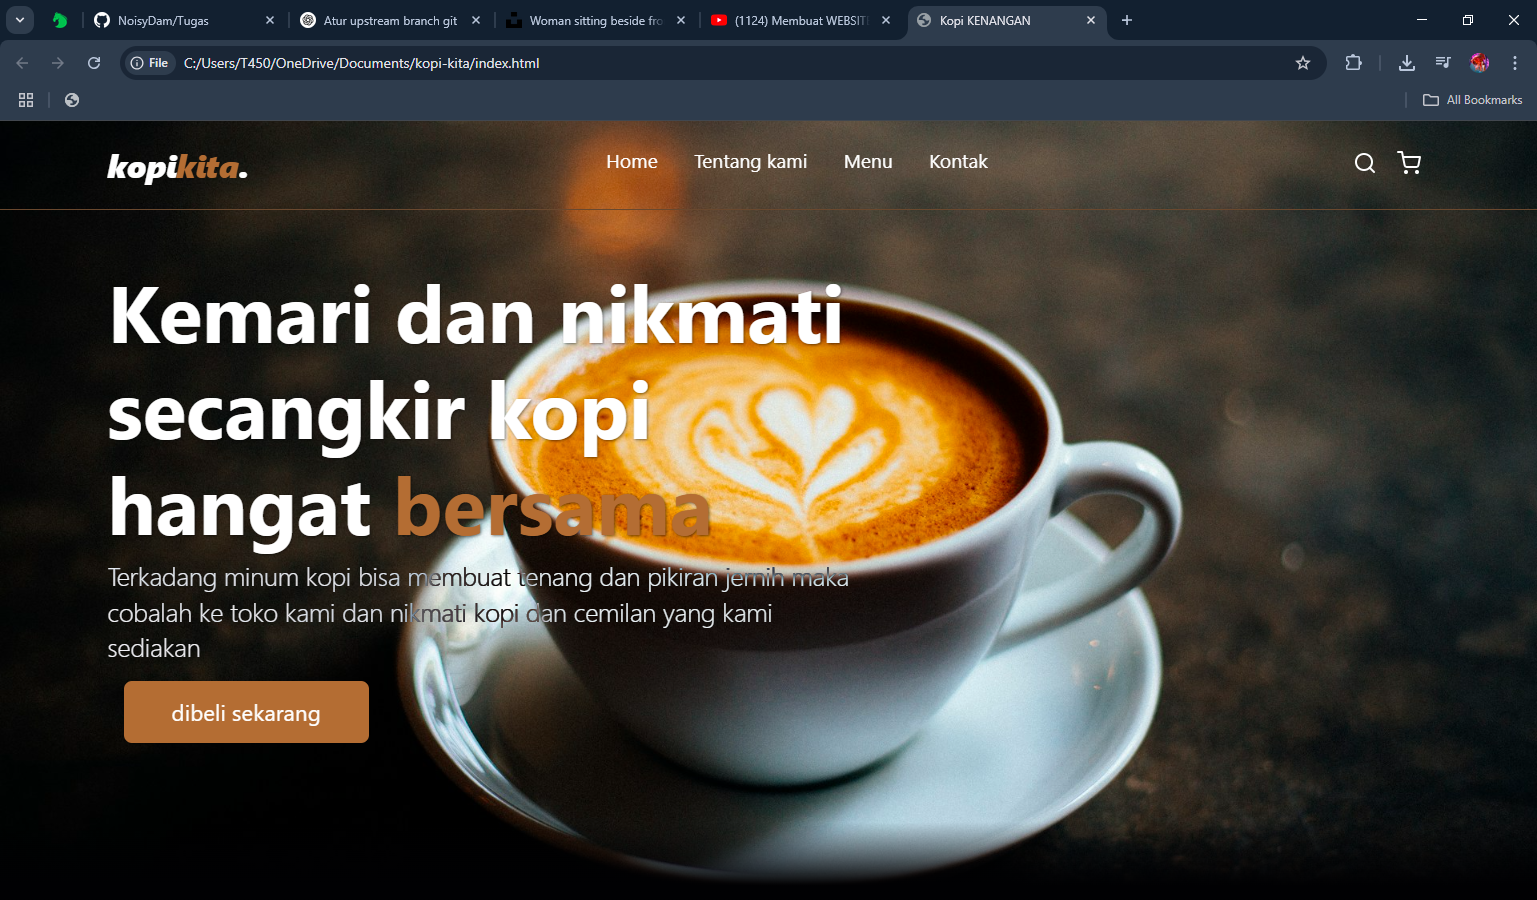 NoisyDam/Tugas
Atur upstream branch git
Woman sitting beside fro
(1124) Membuat WEBSIT
Kopi KENANGAN
File
C:/Users/T450/OneDrive/Documents/kopi-kita/index.html
All Bookmarks
kopikita.
Home
Tentang kami
Menu
Kontak
Kemari dan nikmati
secangkir kopi
hangat bersama
Terkadang minum kopi bisa membuat tenang dan pikiran jernih maka
cobalah ke toko kami dan nikmati kopi dan cemilan yang kami
sediakan
dibeli sekarang